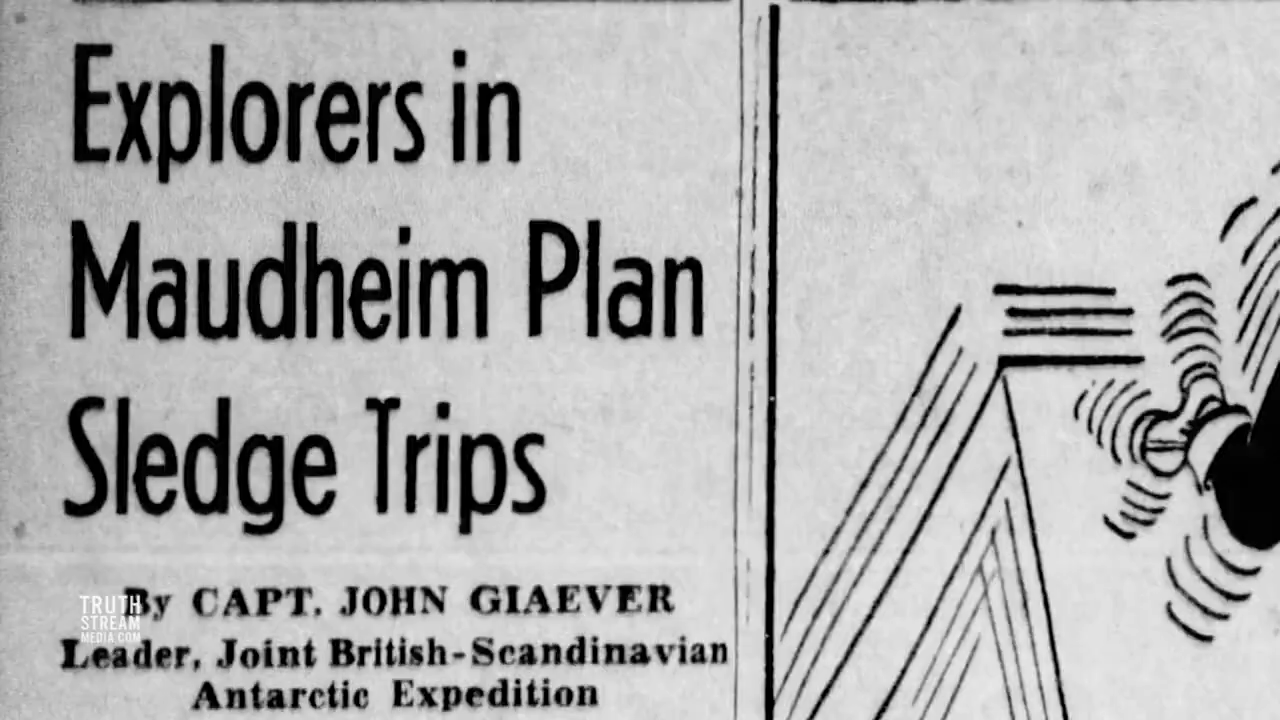 Explorers in
Maudheim Plan
Sledge Trips
By CAPT. JOHN GIAEVER
Leader, Joint British-Scandinavian
Antarctic Expedition
TRUTH
STREAM
MEDIA.COM